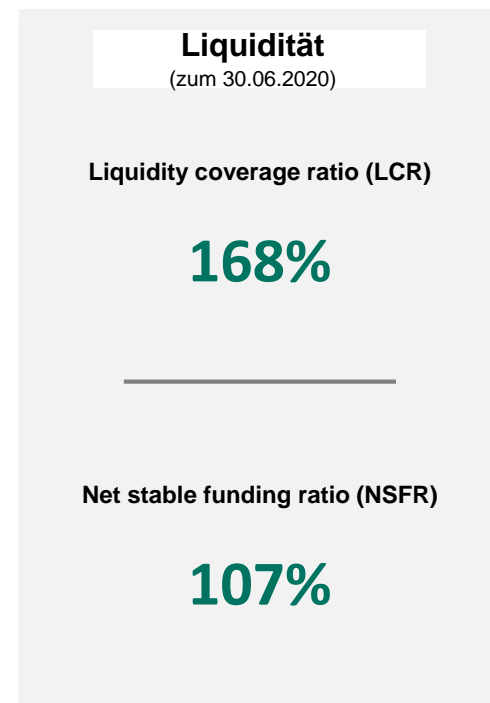 Liquidität
(zum 30.06.2020)
Liquidity coverage ratio (LCR)
168%
Net stable funding ratio (NSFR)
107%